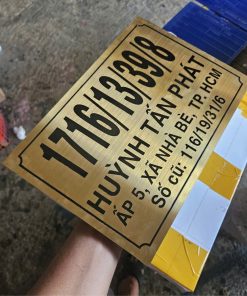 1716/13/39/8
HUỲNH TẤN PHÁT
ẤP 5, XÃ NHÀ BÈ, TP. HCM
Số cũ: 116/19/31/6